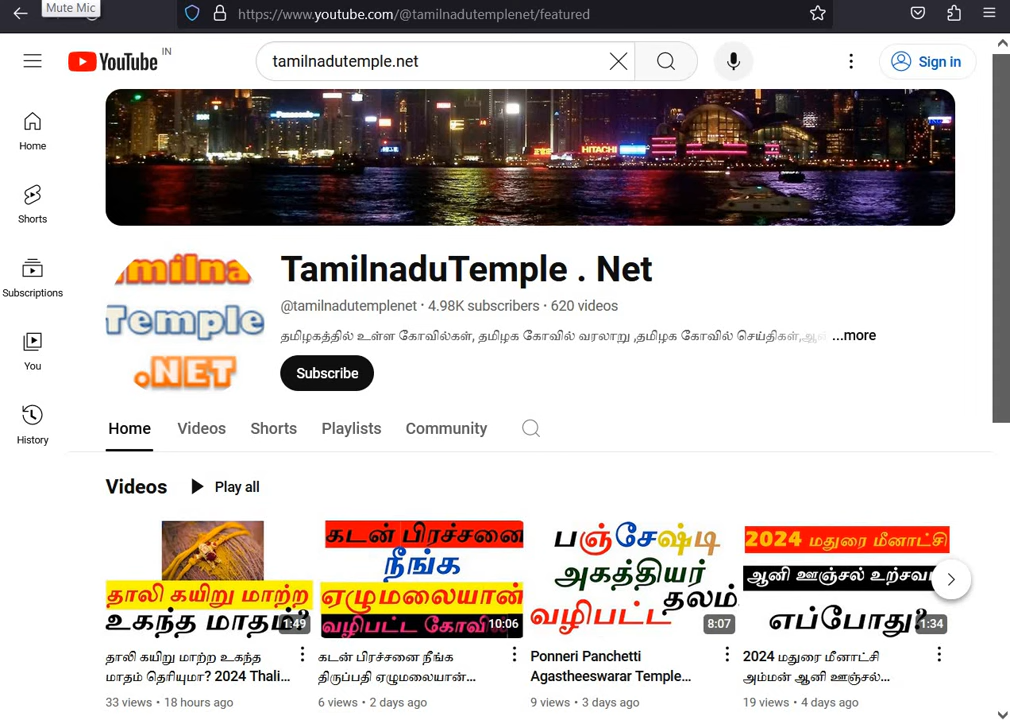 Mute Mic
https://www.youtube.com/@tamilnadutemplenet/featured
YouTube IN
tamilnadutemple.net
Sign in
Home
Shorts
Subscriptions
You
History
Panasonic
HITACHI
milna
Temple
.NET
TamilnaduTemple . Net
@tamilnadutemplenet · 4.98K subscribers · 620 videos
தமிழகத்தில் உள்ள கோவில்கள், தமிழக கோவில் வரலாறு ,தமிழக கோவில் செய்திகள், ...more
Subscribe
Home Videos Shorts Playlists Community
Videos Play all
தாலி கயிறு மாற்ற
உகந்த மாதம்?
1:49
தாலி கயிறு மாற்ற உகந்த
மாதம் தெரியுமா? 2024 Thali...
33 views · 18 hours ago
கடன் பிரச்சனை
நீங்க
ஏழுமலையான்
வழிபட்ட கோவி
10:06
கடன் பிரச்சனை நீங்க
திருப்பதி ஏழுமலையான்...
6 views · 2 days ago
பஞ்சேஷ்டி
அகத்தியர்
வழிபட்ட தலம்
8:07
Ponneri Panchetti
Agastheeswarar Temple...
9 views · 3 days ago
2024 மதுரை மீனாட்சி
ஆனி ஊஞ்சல் உற்சவ
எப்போது?
1:34
2024 மதுரை மீனாட்சி
அம்மன் ஆனி ஊஞ்சல்...
19 views · 4 days ago